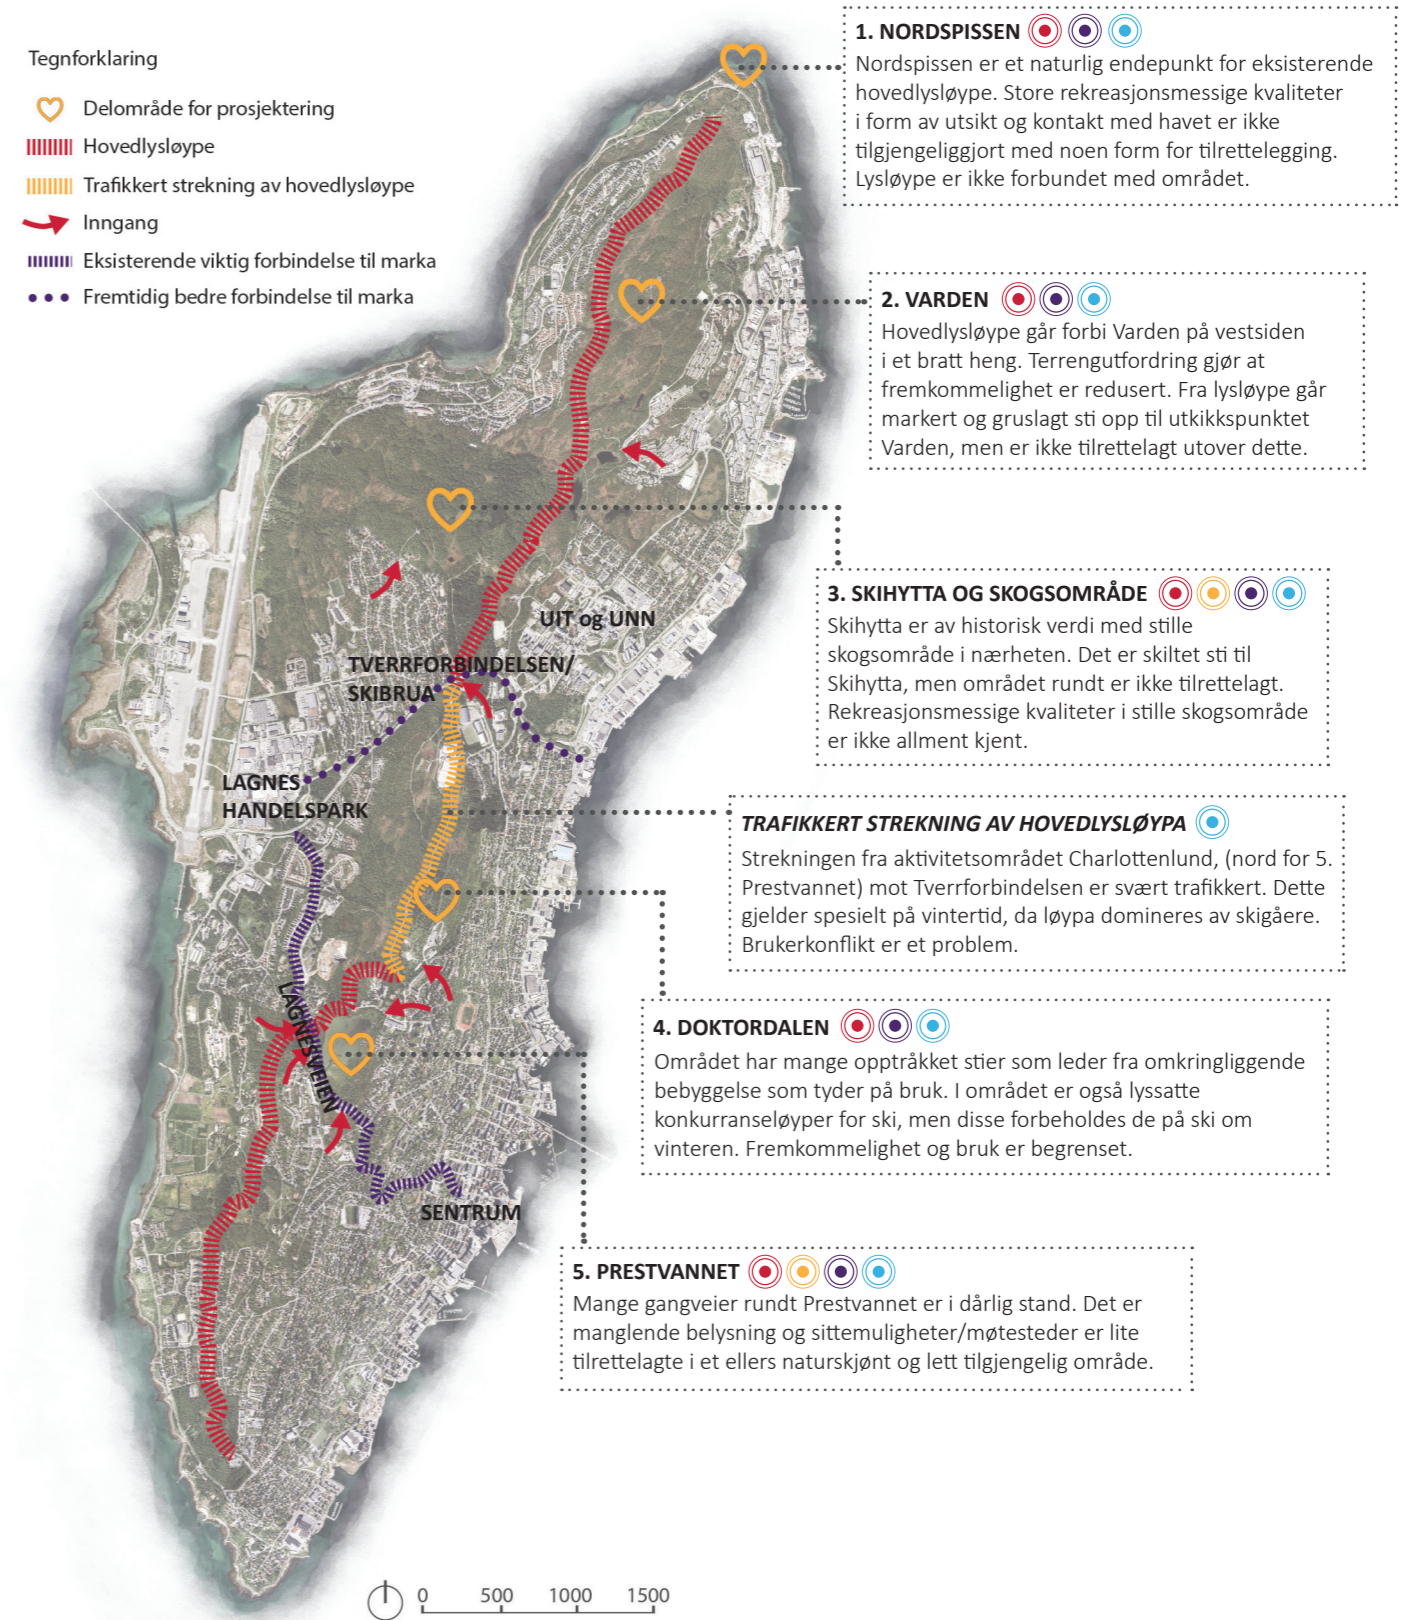 Tegnforklaring
Delområde for prosjektering
Hovedlysløype
Trafikkert strekning av hovedlysløype
Inngang
Eksisterende viktig forbindelse til marka
Fremtidig bedre forbindelse til marka
1. NORDSPISSEN
Nordspissen er et naturlig endepunkt for eksisterende
hovedlysløype. Store rekreasjonsmessige kvaliteter
i form av utsikt og kontakt med havet er ikke
tilgjengeliggjort med noen form for tilrettelegging.
Lysløype er ikke forbundet med området.
2. VARDEN
Hovedlysløype går forbi Varden på vestsiden
i et bratt heng. Terrengutfordring gjør at
fremkommelighet er redusert. Fra lysløype går
markert og gruslagt sti opp til utkikkspunktet
Varden, men er ikke tilrettelagt utover dette.
3. SKIHYTTA OG SKOGSOMRÅDE
Skihytta er av historisk verdi med stille
skogsområde i nærheten. Det er skiltet sti til
Skihytta, men området rundt er ikke tilrettelagt.
Rekreasjonsmessige kvaliteter i stille skogsområde
er ikke allment kjent.
UIT og UNN
TVERRFORBINDELSEN/
SKIBRUA
LAGNES
HANDELSPARK
TRAFIKKERT STREKNING AV HOVEDLYSLØYPA
Strekningen fra aktivitetsområdet Charlottenlund, (nord for 5.
Prestvannet) mot Tverrforbindelsen er svært trafikkert. Dette
gjelder spesielt på vintertid, da løypa domineres av skigåere.
Brukerkonflikt er et problem.
LAGNESVEIEN
4. DOKTORDALEN
Området har mange opptråkket stier som leder fra omkringliggende
bebyggelse som tyder på bruk. I området er også lyssatte
konkurranseløyper for ski, men disse forbeholdes de på ski om
vinteren. Fremkommelighet og bruk er begrenset.
SENTRUM
5. PRESTVANNET
Mange gangveier rundt Prestvannet er i dårlig stand. Det er
manglende belysning og sittemuligheter/møtesteder er lite
tilrettelagte i et ellers naturskjønt og lett tilgjengelig område.
0 500 1000 1500